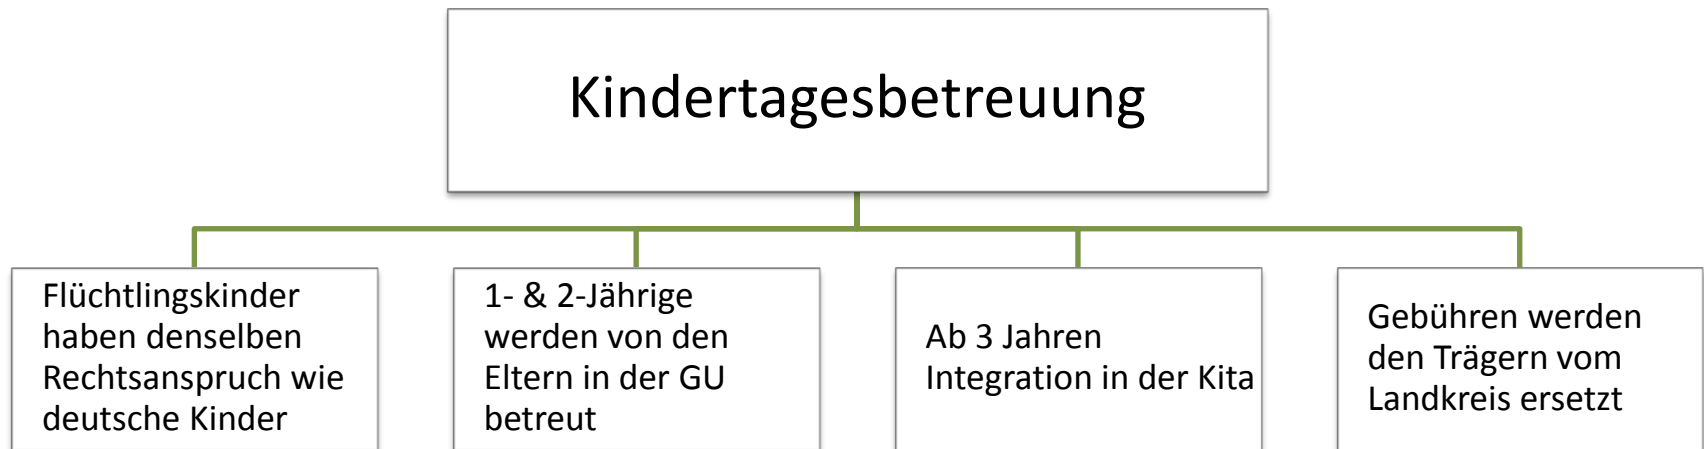 Kindertagesbetreuung
Flüchtlingskinder
haben denselben
Rechtsanspruch wie
deutsche Kinder
1- & 2-Jährige
werden von den
Eltern in der GU
betreut
Ab 3 Jahren
Integration in der Kita
Gebühren werden
den Trägern vom
Landkreis ersetzt